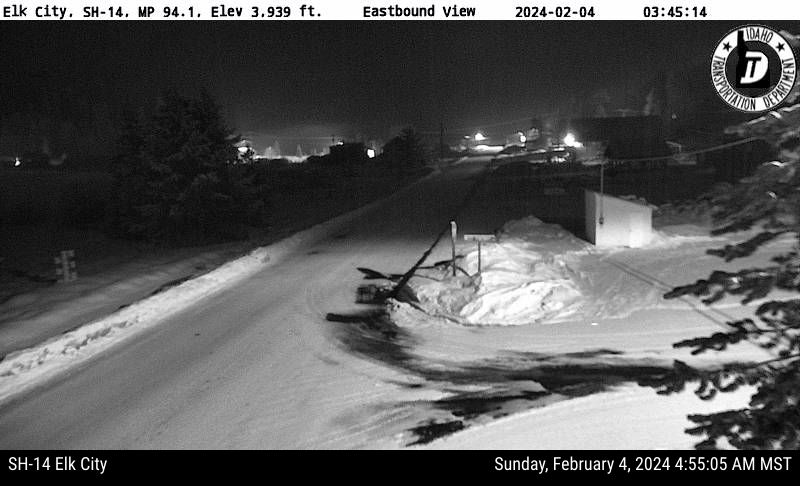 Elk City, SH-14, MP 94.1, Elev 3,939 ft. Eastbound View 2024-02-04 03:45:14
IDAHO
TRANSPORTATION DEPARTMENT
SH-14 Elk City Sunday, February 4, 2024 4:55:05 AM MST